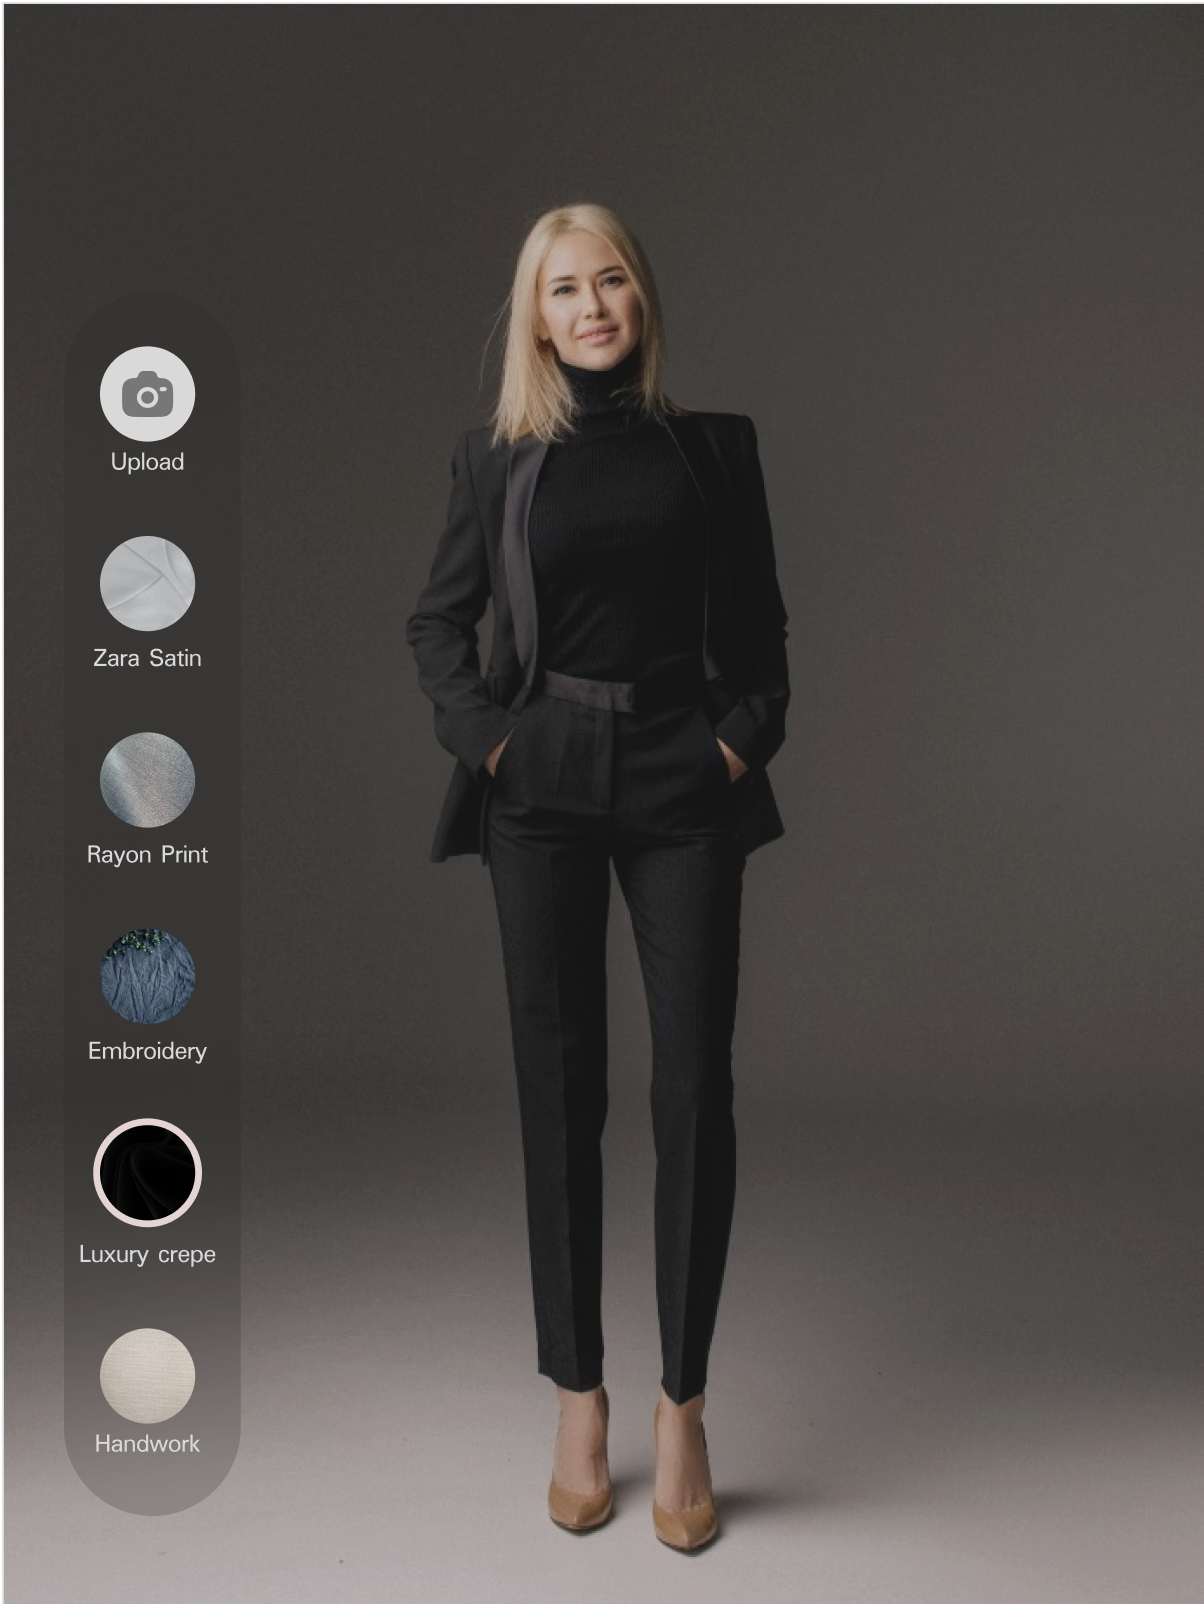 Upload
Zara Satin
Rayon Print
Embroidery
Luxury crepe
Handwork